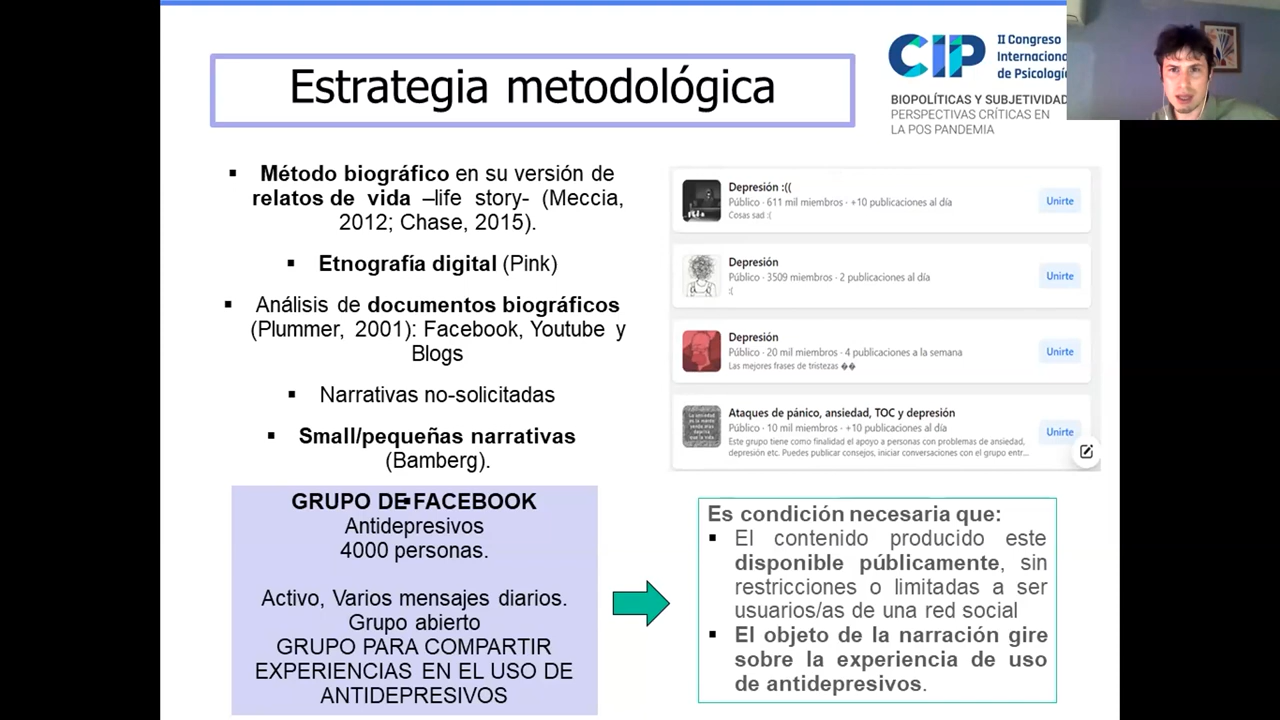 Estrategia metodológica
CIP
II Congreso
Internaciona
de Psicologí
BIOPOLÍTICAS Y SUBJETIVIDAD
PERSPECTIVAS CRÍTICAS EN
LA POS PANDEMIA
▪ Método biográfico en su versión de
relatos de vida –life story- (Meccia,
2012; Chase, 2015).
▪ Etnografía digital (Pink)
▪ Análisis de documentos biográficos
(Plummer, 2001): Facebook, Youtube y
Blogs
▪ Narrativas no-solicitadas
▪ Small/pequeñas narrativas
(Bamberg).
Depresión :((
Público · 611 mil miembros · +10 publicaciones al día
Cosas sad :(
Unirte
Depresión
Público · 3509 miembros · 2 publicaciones al día
:(
Unirte
Depresión
Público · 20 mil miembros · 4 publicaciones a la semana
Las mejores frases de tristezas ��
Unirte
Ataques de pánico, ansiedad, TOC y depresión
Público · 10 mil miembros · +10 publicaciones al día
Este grupo tiene como finalidad el apoyo a personas con problemas de ansiedad,
depresión etc. Puedes publicar consejos, iniciar conversaciones con el grupo entr...
Unirte
GRUPO DE FACEBOOK
Antidepresivos
4000 personas.
Activo, Varios mensajes diarios.
Grupo abierto
GRUPO PARA COMPARTIR
EXPERIENCIAS EN EL USO DE
ANTIDEPRESIVOS
Es condición necesaria que:
▪ El contenido producido este
disponible públicamente, sin
restricciones o limitadas a ser
usuarios/as de una red social
▪ El objeto de la narración gire
sobre la experiencia de uso
de antidepresivos.